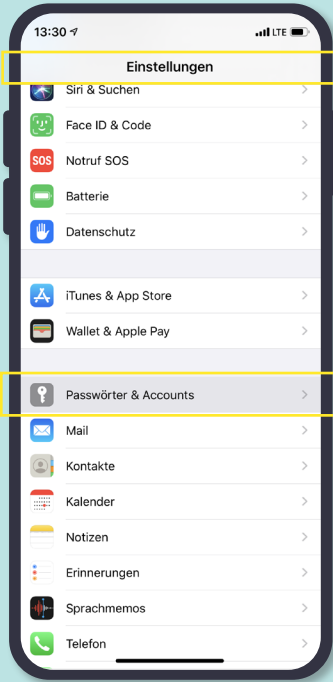 13:30 LTE
Einstellungen
Siri & Suchen
Face ID & Code
SOS Notruf SOS
Batterie
Datenschutz
iTunes & App Store
Wallet & Apple Pay
Passwörter & Accounts
Mail
Kontakte
Kalender
Notizen
Erinnerungen
Sprachmemos
Telefon